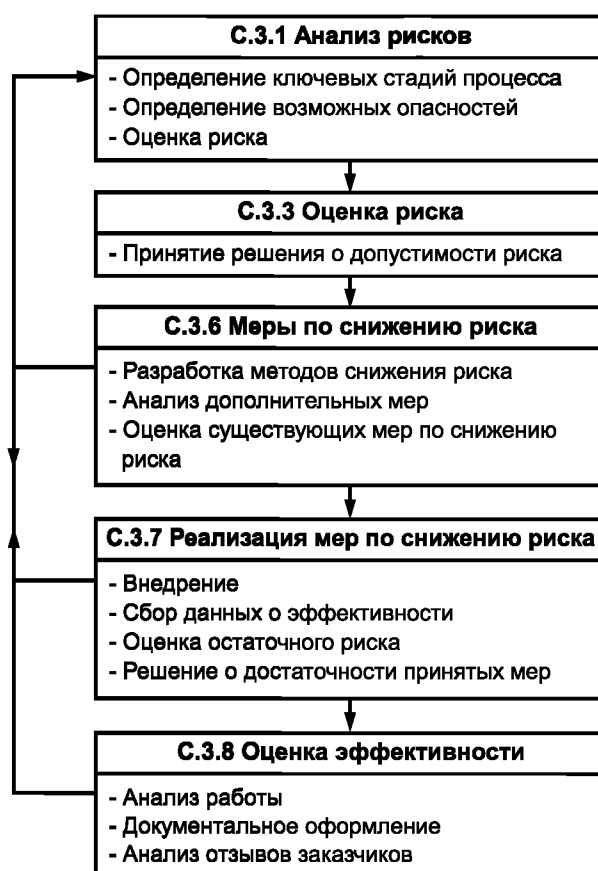 С.3.1 Анализ рисков
- Определение ключевых стадий процесса
- Определение возможных опасностей
- Оценка риска
С.3.3 Оценка риска
- Принятие решения о допустимости риска
С.3.6 Меры по снижению риска
- Разработка методов снижения риска
- Анализ дополнительных мер
- Оценка существующих мер по снижению
риска
С.3.7 Реализация мер по снижению риска
- Внедрение
- Сбор данных о эффективности
- Оценка остаточного риска
- Решение о достаточности принятых мер
С.3.8 Оценка эффективности
- Анализ работы
- Документальное оформление
- Анализ отзывов заказчиков